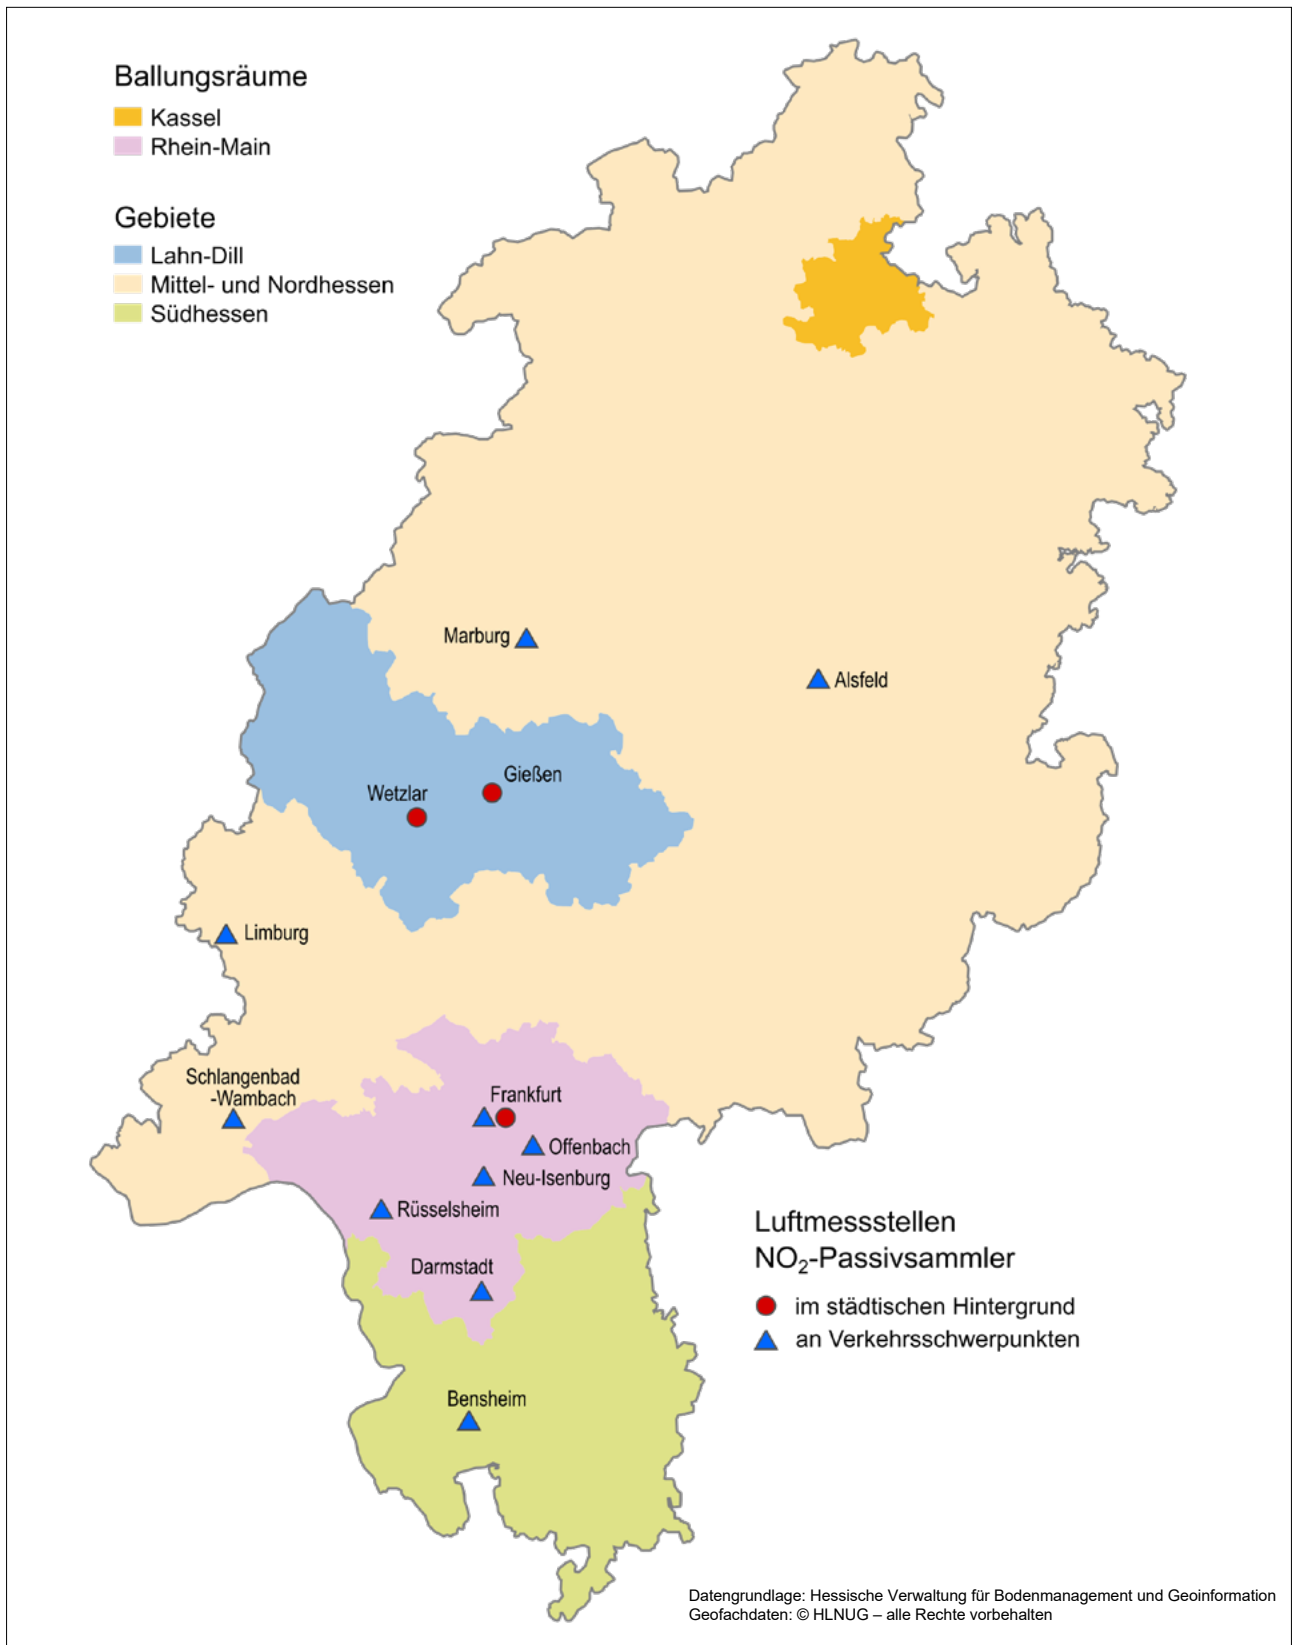 Ballungsräume
Kassel
Rhein-Main
Gebiete
Lahn-Dill
Mittel- und Nordhessen
Südhessen
Marburg
Alsfeld
Gießen
Wetzlar
Limburg
Schlangenbad
-Wambach
Frankfurt
Offenbach
Neu-Isenburg
Rüsselsheim
Darmstadt
Bensheim
Luftmessstellen
NO₂-Passivsammler
im städtischen Hintergrund
an Verkehrsschwerpunkten
Datengrundlage: Hessische Verwaltung für Bodenmanagement und Geoinformation
Geofachdaten: © HLNUG – alle Rechte vorbehalten